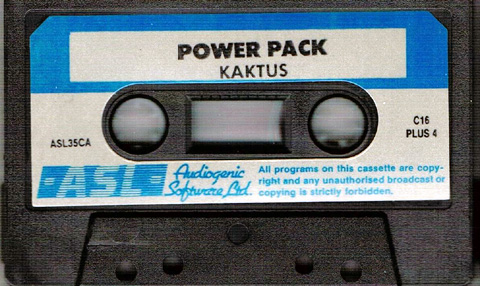 POWER PACK
KAKTUS
ASL35CA
C16
PLUS 4
ASL
Audiogenic
Software Ltd.
All programs on this cassette are copy-
right and any unauthorised broadcast or
copying is strictly forbidden.